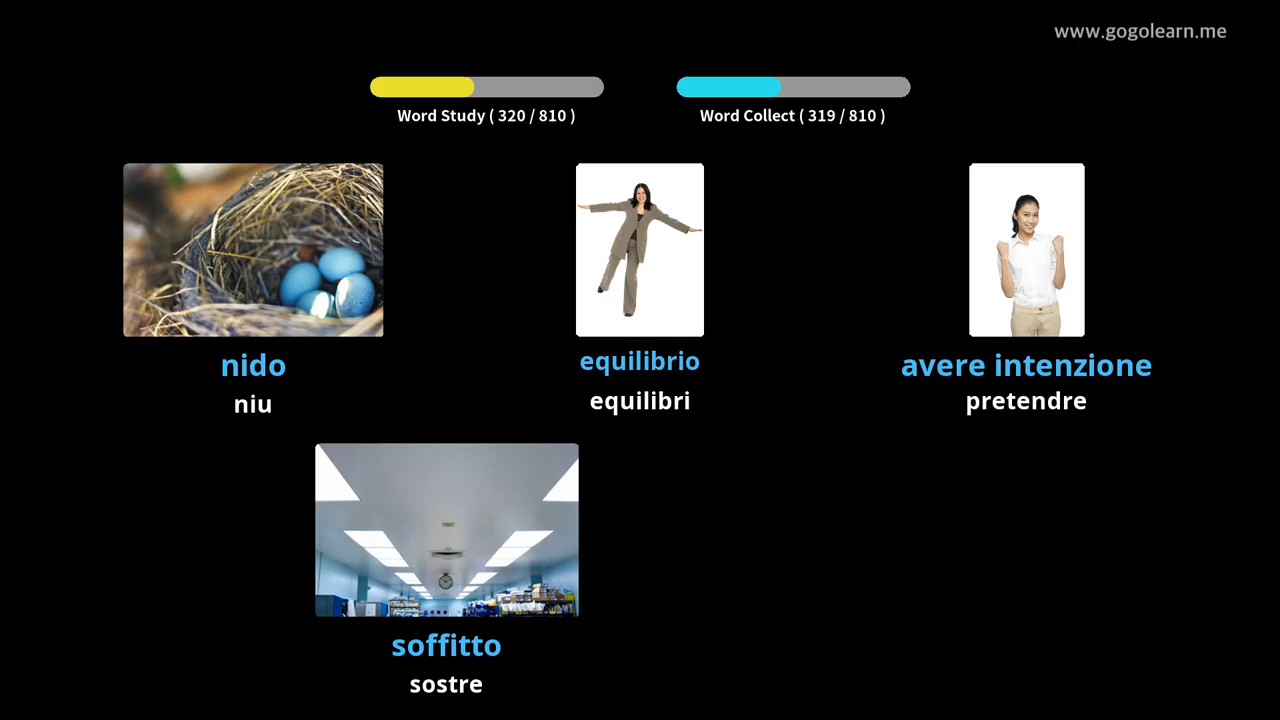 www.gogolearn.me
Word Study ( 320 / 810 )
Word Collect ( 319 / 810 )
nido
niu
equilibrio
equilibri
avere intenzione
pretendre
soffitto
sostre